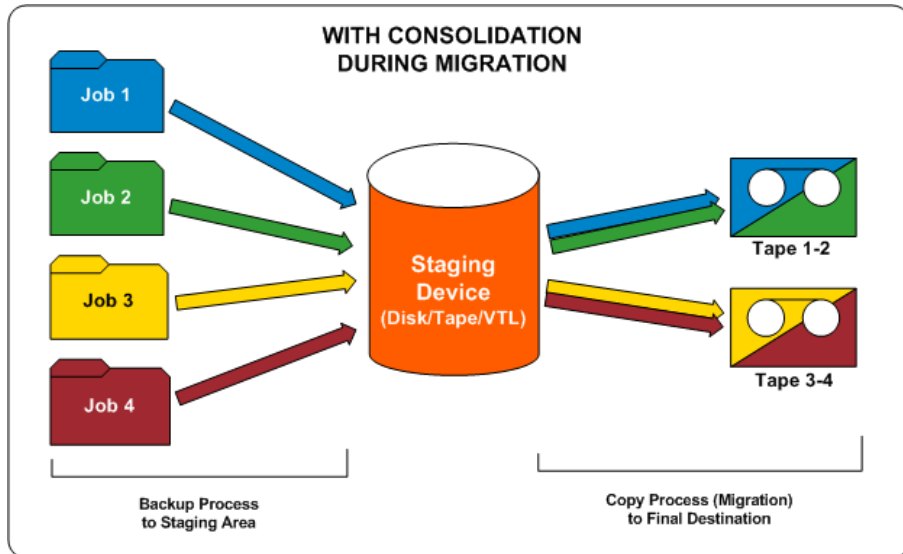 WITH CONSOLIDATION
DURING MIGRATION
Job 1
Job 2
Job 3
Job 4
Staging
Device
(Disk/Tape/VTL)
Tape 1-2
Tape 3-4
Backup Process
to Staging Area
Copy Process (Migration)
to Final Destination